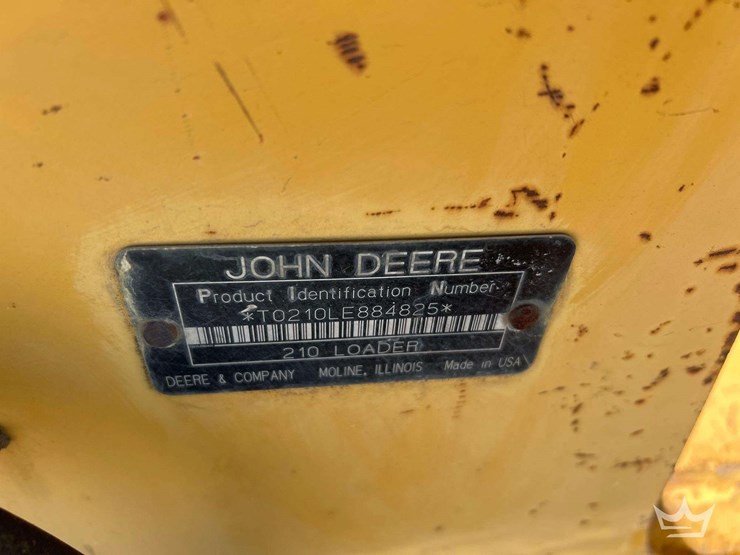 JOHN DEERE
Product Identification Number
*T0210LE884825*
210 LOADER
DEERE & COMPANY MOLINE, ILLINOIS Made in USA